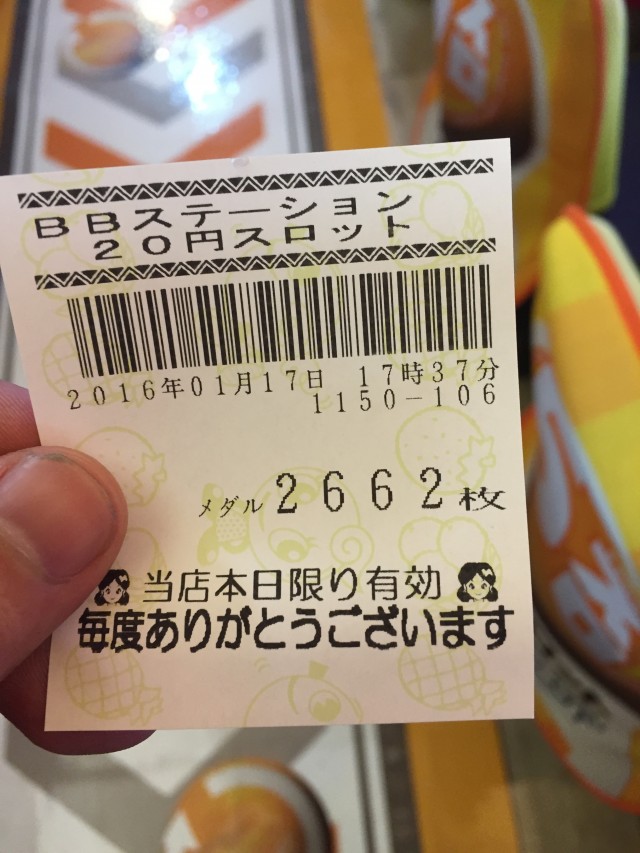 BBステーション
20円スロット
2016年01月17日 17時37分
1150-106
メダル 2662枚
当店本日限り有効
毎度ありがとうございます